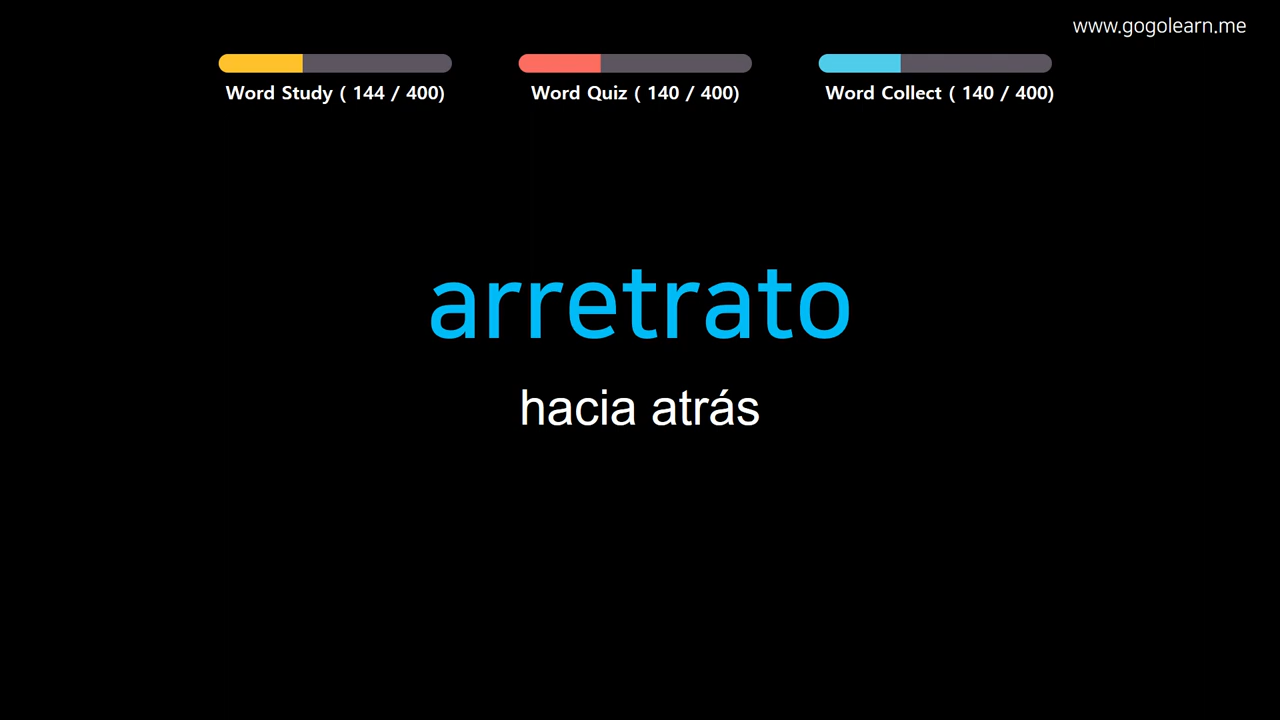 www.gogolearn.me
Word Study ( 144 / 400)
Word Quiz ( 140 / 400)
Word Collect ( 140 / 400)
arretrato
hacia atrás